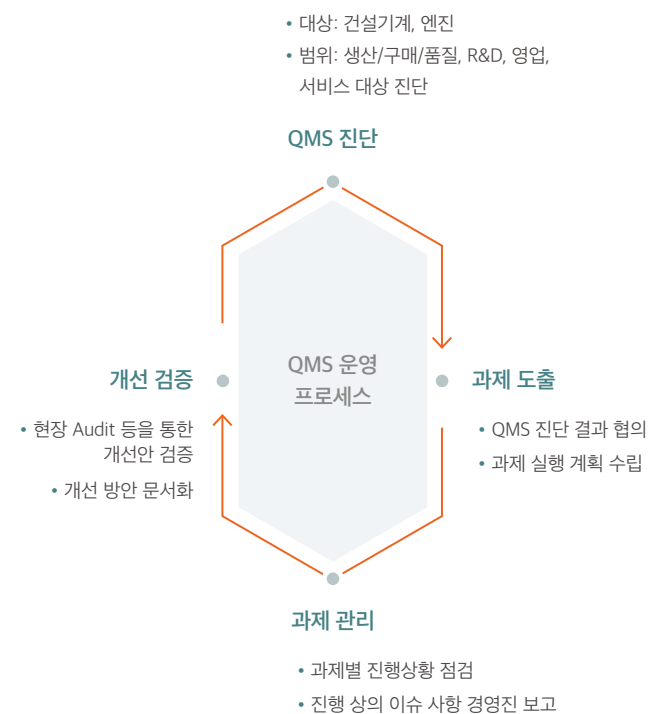 • 대상: 건설기계, 엔진
• 범위: 생산/구매/품질, R&D, 영업,
서비스 대상 진단
QMS 진단
QMS 운영
프로세스
과제 도출
• QMS 진단 결과 협의
• 과제 실행 계획 수립
과제 관리
• 과제별 진행상황 점검
• 진행 상의 이슈 사항 경영진 보고
개선 검증
• 현장 Audit 등을 통한
개선안 검증
• 개선 방안 문서화